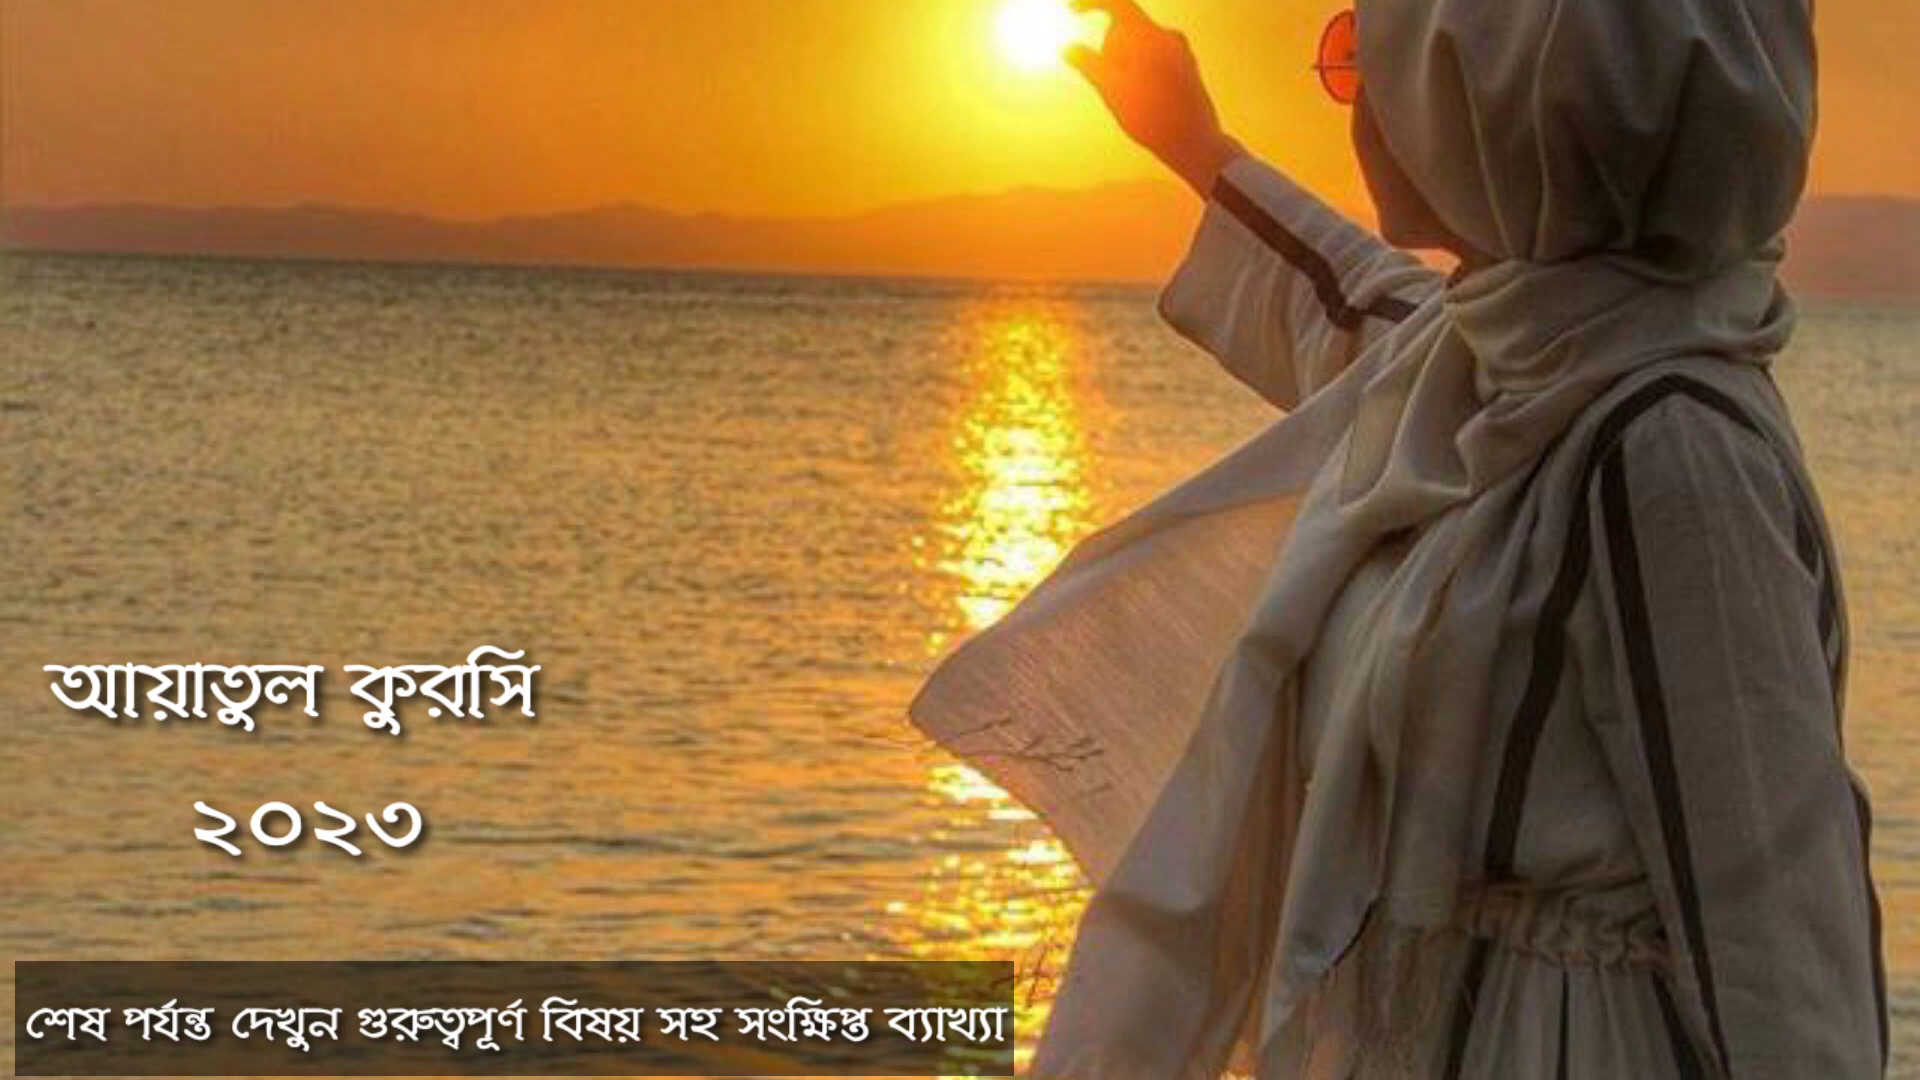 আয়াতুল কুরসি
২০২৩
শেষ পর্যন্ত দেখুন গুরুত্বপূর্ণ বিষয় সহ সংক্ষিপ্ত ব্যাখ্যা